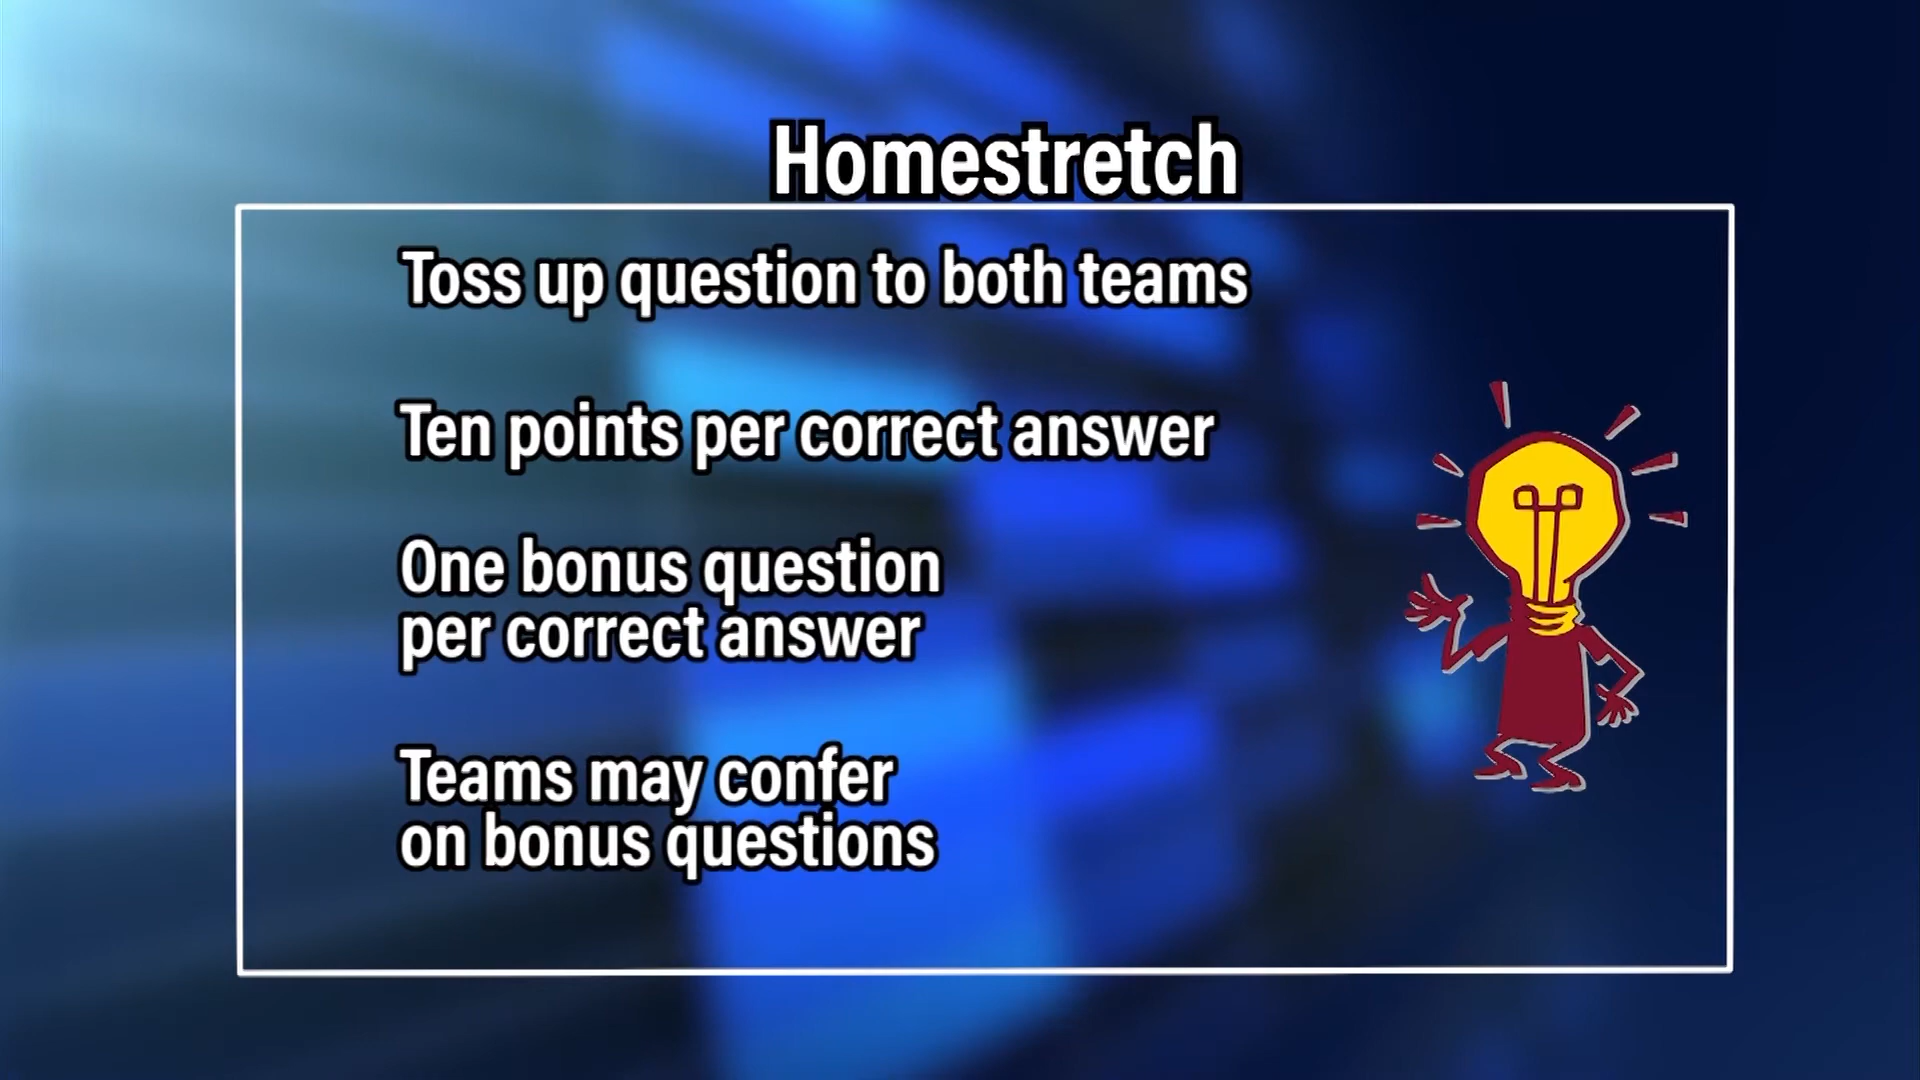 Homestretch
Toss up question to both teams
Ten points per correct answer
One bonus question
per correct answer
Teams may confer
on bonus questions